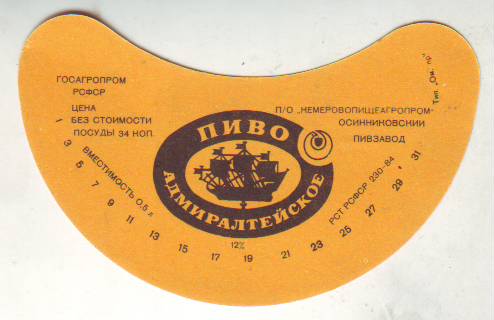 ГОСАГРОПРОМ
РСФСР
ЦЕНА
БЕЗ СТОИМОСТИ
ПОСУДЫ 34 КОП.
ВМЕСТИМОСТЬ 0,5 л
ПИВО
АДМИРАЛТЕЙСКОЕ
12%
П/О „КЕМЕРОВОПИЩЕАГРОПРОМ"
ОСИННИКОВСКИЙ
ПИВЗАВОД
РСТ РСФСР 230-84
Тип.
1 3 5 7 9 11 13 15 17 19 21 23 25 27 29 31